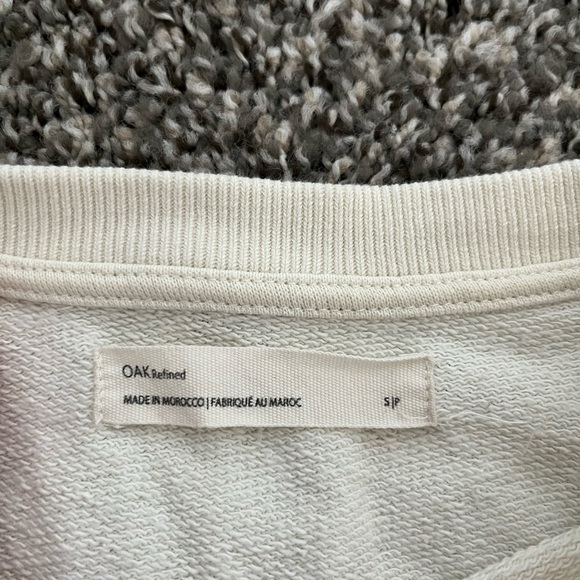 OAK Refined
MADE IN MOROCCO | FABRIQUÉ AU MAROC S|P